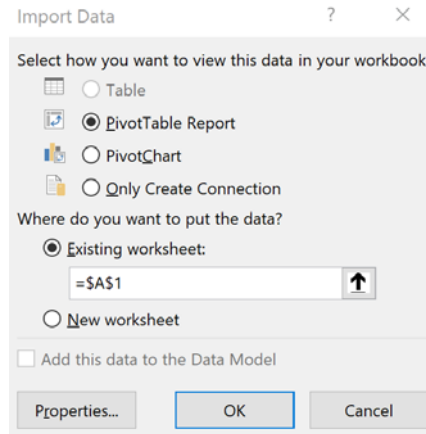 Import Data ? ×
Select how you want to view this data in your workbook
Table
PivotTable Report
PivotChart
Only Create Connection
Where do you want to put the data?
Existing worksheet:
=$A$1
New worksheet
Add this data to the Data Model
Properties... OK Cancel